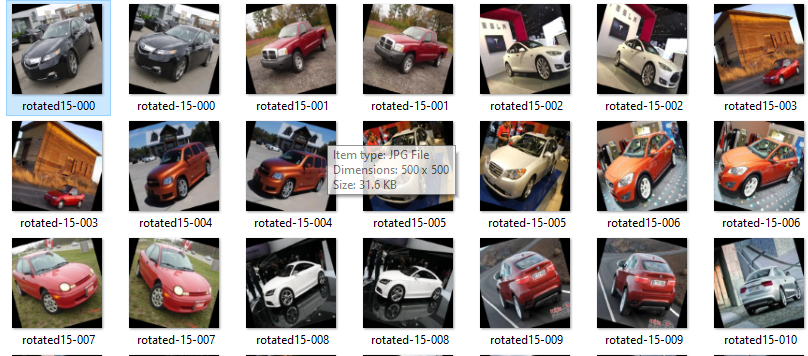 TESLA
rotated15-000
rotated-15-000
rotated15-001
rotated-15-001
rotated15-002
rotated-15-002
rotated15-003
Item type: JPG File
Dimensions: 500 x 500
Size: 31.6 KB
rotated-15-003
rotated15-004
rotated-15-004
rotated15-005
rotated-15-005
rotated15-006
rotated-15-006
rotated15-007
rotated-15-007
rotated15-008
rotated-15-008
rotated15-009
rotated-15-009
rotated15-010